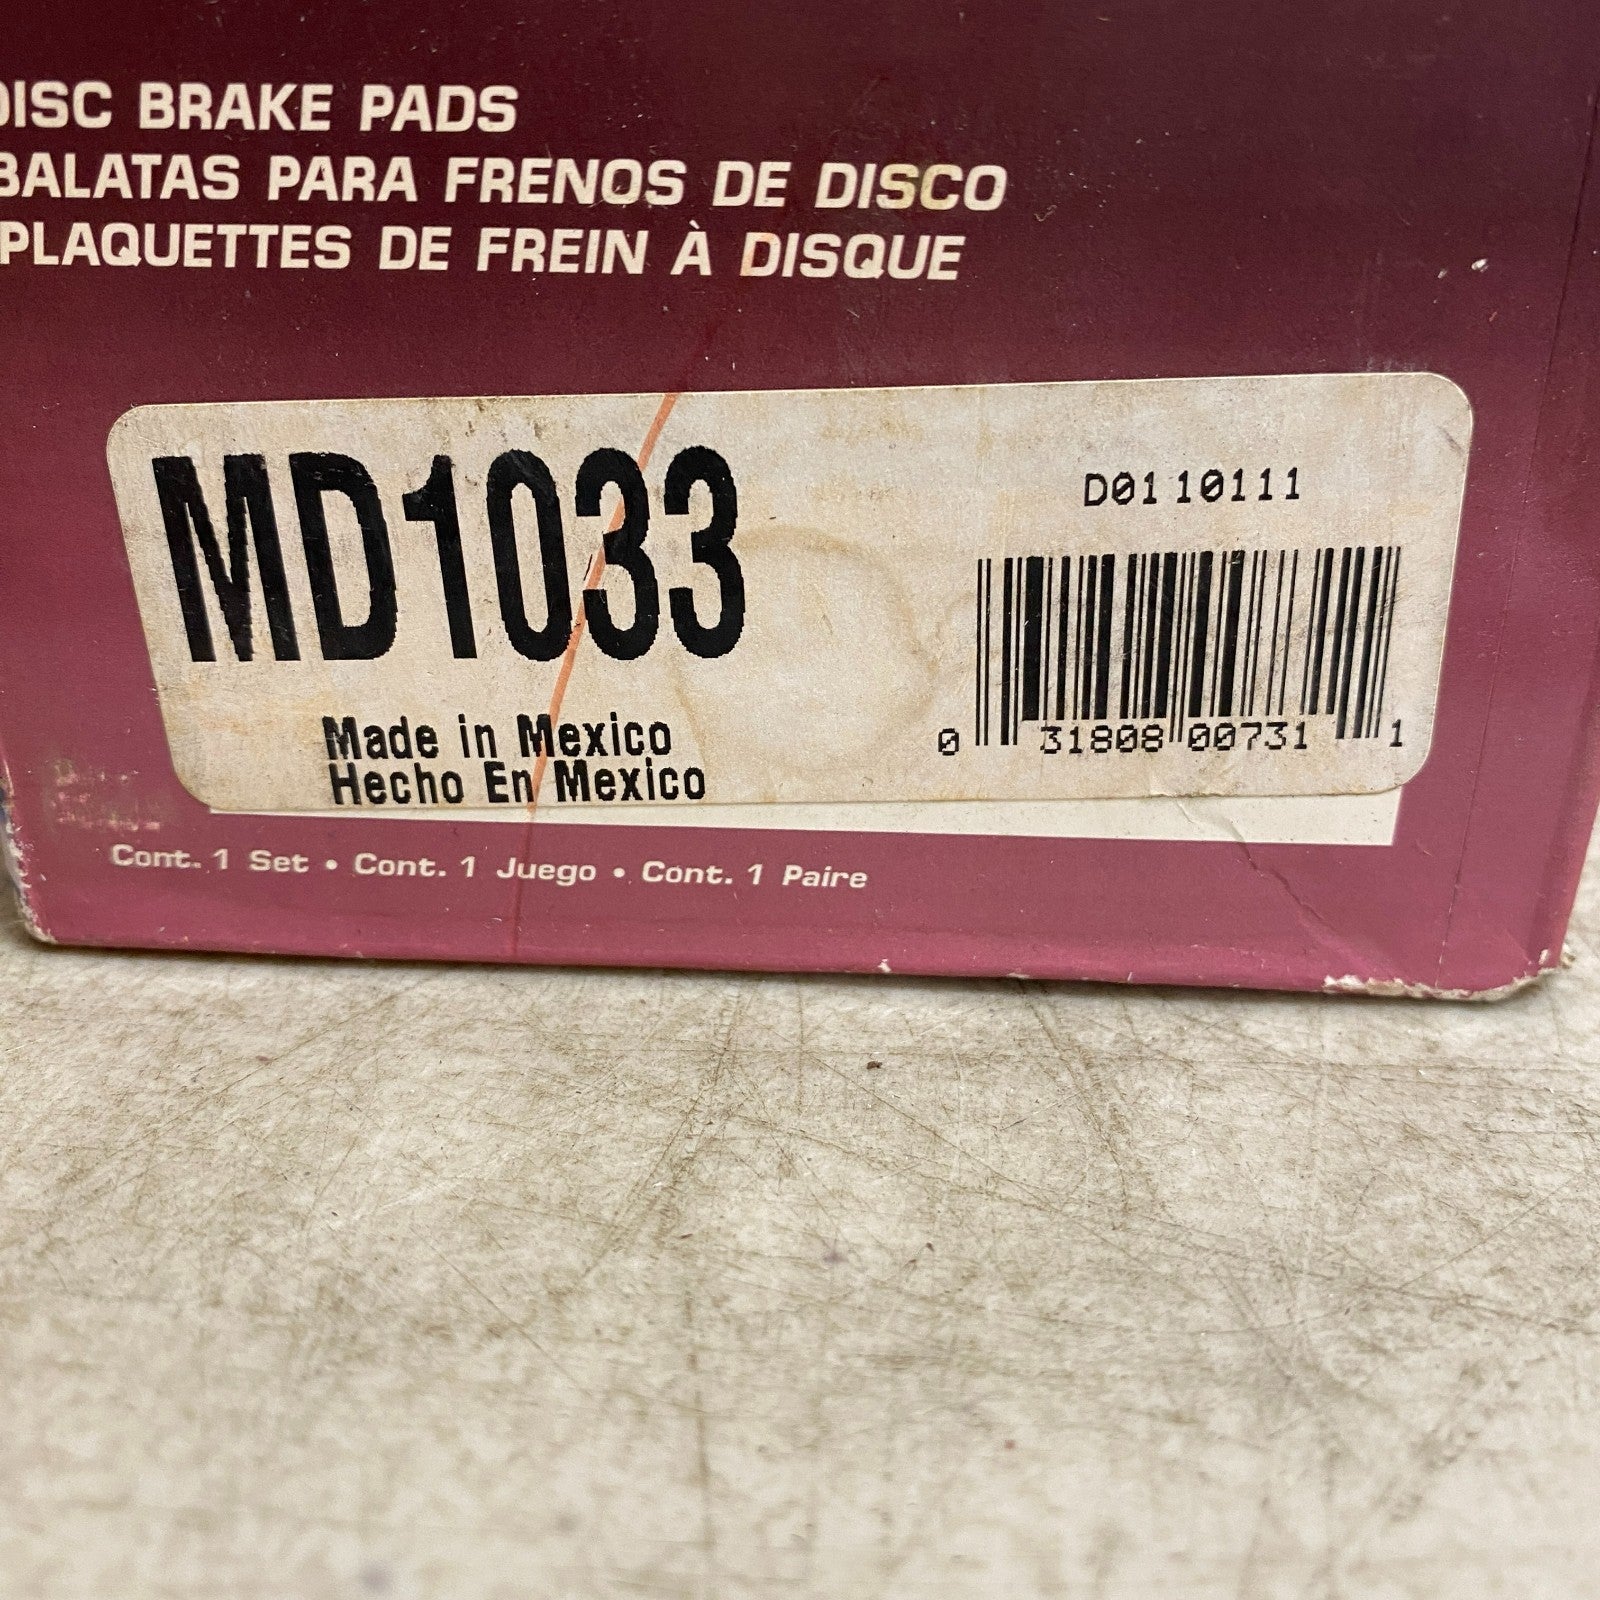 DISC BRAKE PADS
BALATAS PARA FRENOS DE DISCO
PLAQUETTES DE FREIN À DISQUE
MD1033
D0110111
Made in Mexico
Hecho En Mexico
0 31808 00731 1
Cont. 1 Set • Cont. 1 Juego • Cont. 1 Paire